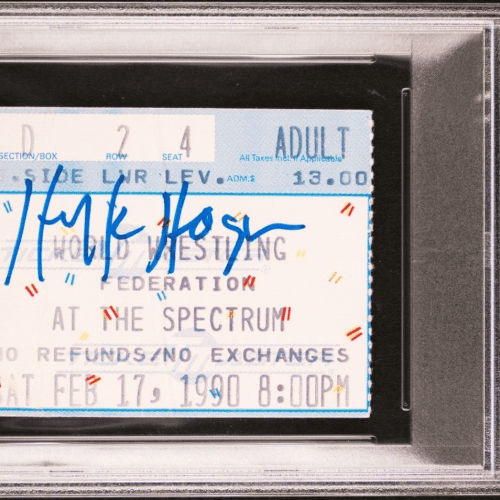 D 2 4 ADULT
SECTION/BOX ROW SEAT All Taxes Incl. If Applicable
.SIDE LWR LEV. ADM.$ 13.00
Hulk Hogan
WORLD WRESTLING
FEDERATION
AT THE SPECTRUM
NO REFUNDS/NO EXCHANGES
SAT FEB 17, 1990 8:00PM